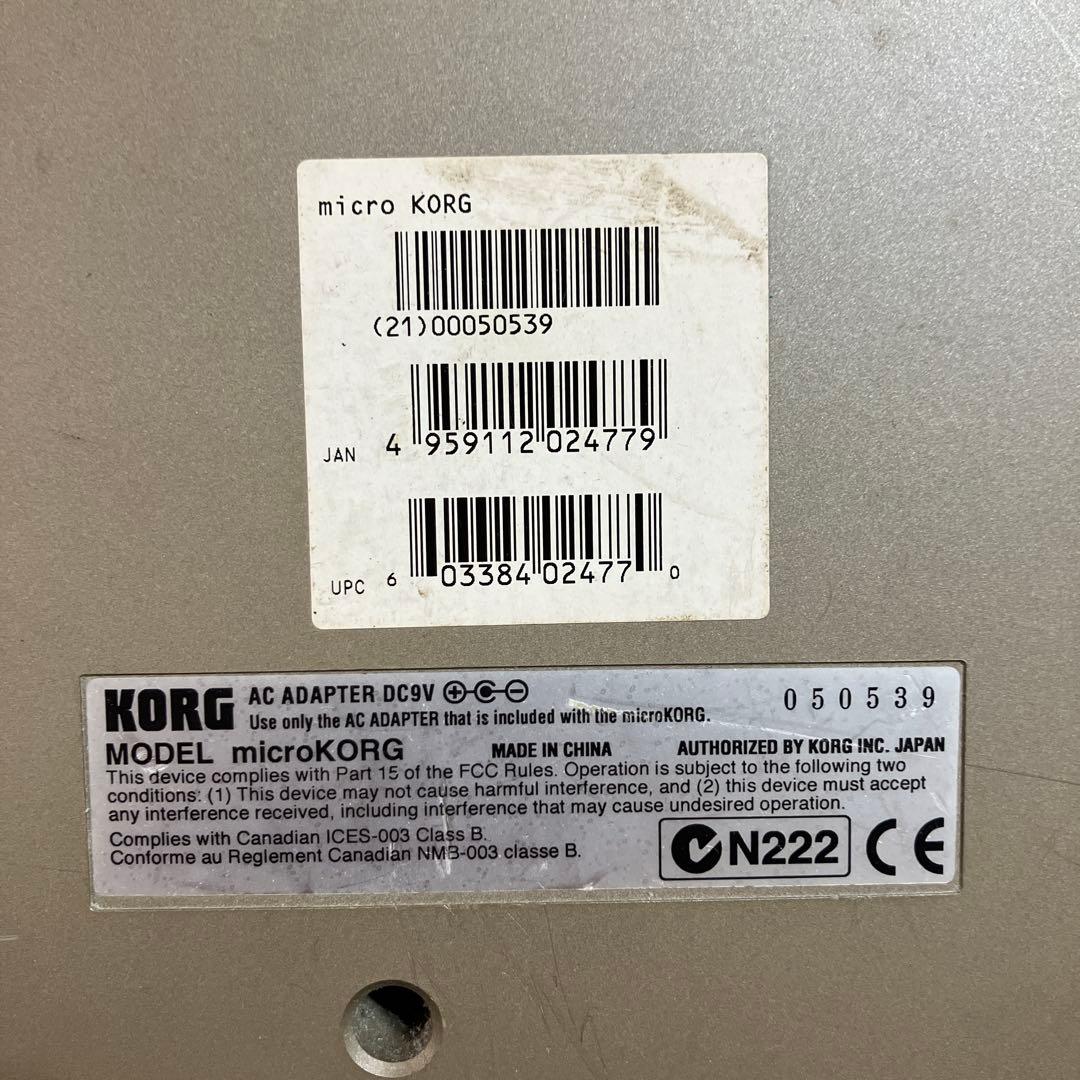 micro KORG
(21)00050539
JAN 4 959112 024779
UPC 6 03384 02477 0
KORG AC ADAPTER DC9V 050539
Use only the AC ADAPTER that is included with the microKORG.
MODEL microKORG MADE IN CHINA AUTHORIZED BY KORG INC. JAPAN
This device complies with Part 15 of the FCC Rules. Operation is subject to the following two
conditions: (1) This device may not cause harmful interference, and (2) this device must accept
any interference received, including interference that may cause undesired operation.
Complies with Canadian ICES-003 Class B.
Conforme au Reglement Canadian NMB-003 classe B.
N222 CE